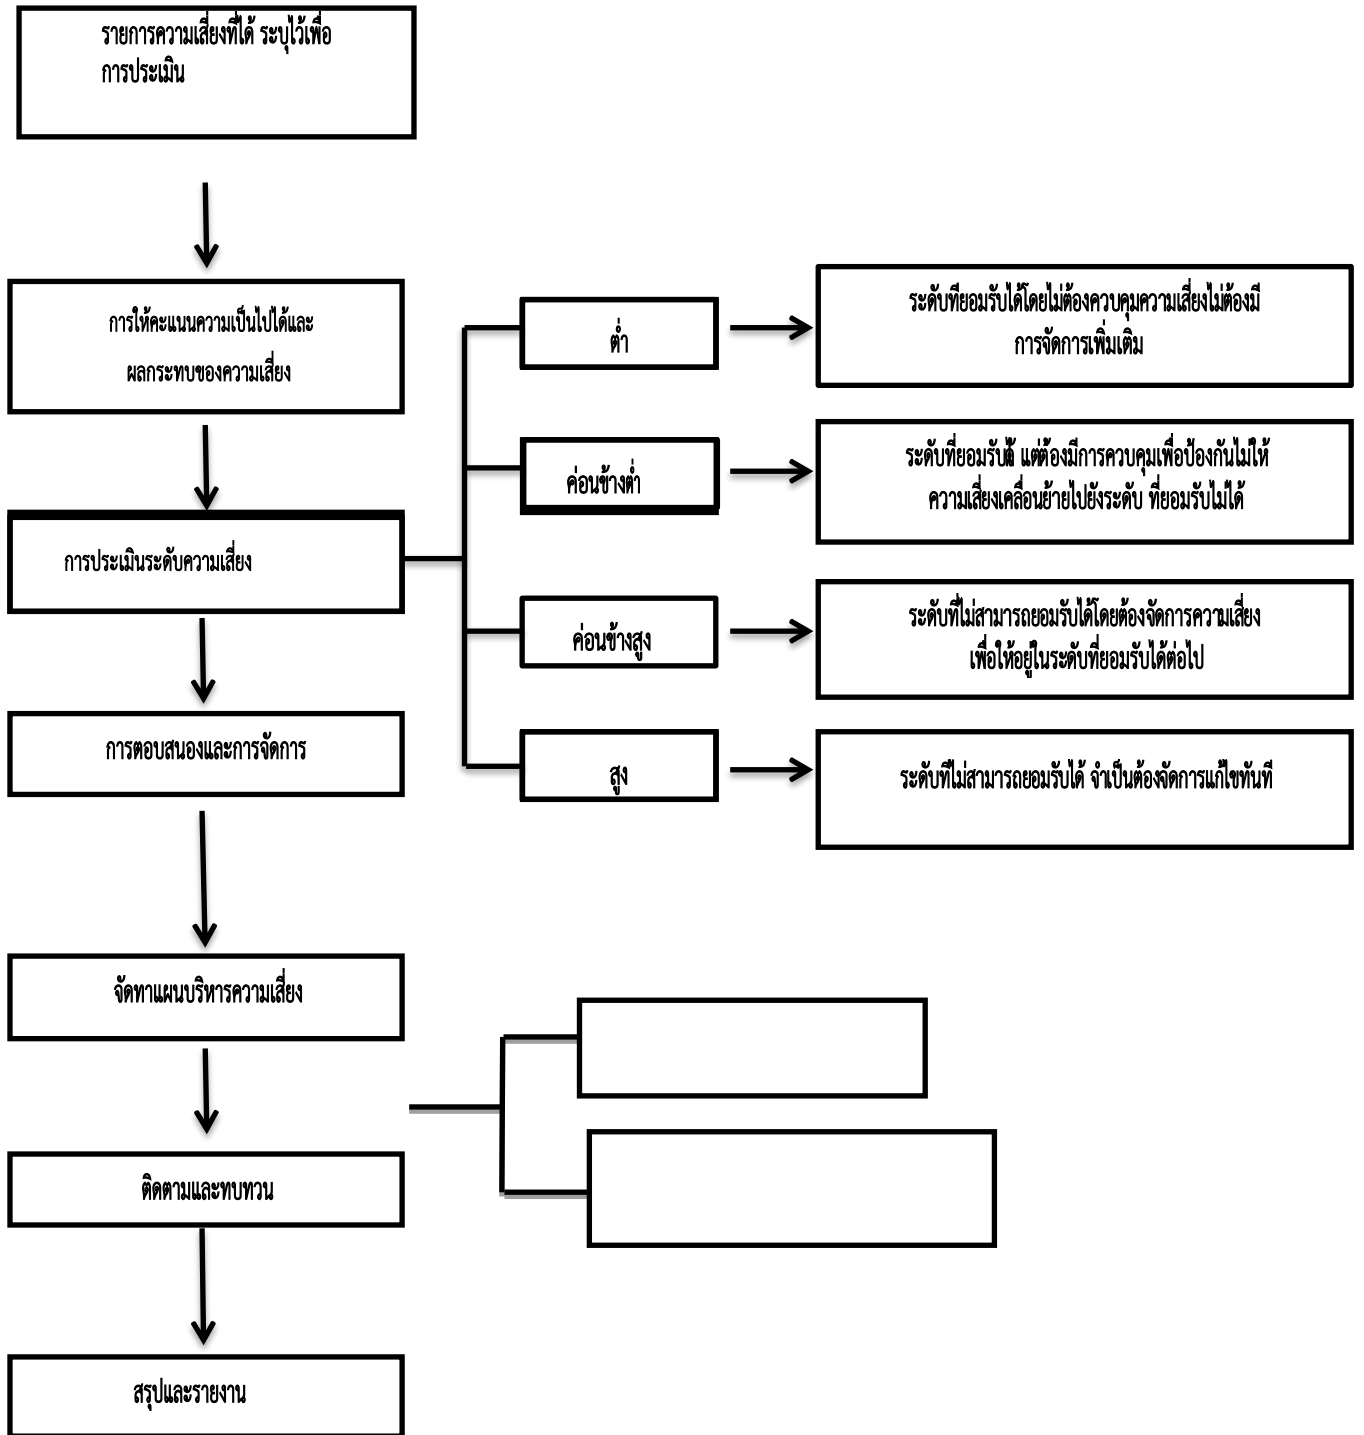 รายการความเสี่ยงที่ได้ ระบุไว้เพื่อ
การประเมิน
การให้คะแนนความเป็นไปได้และ
ผลกระทบของความเสี่ยง
การประเมินระดับความเสี่ยง
ต่ำ
ระดับที่ยอมรับได้โดยไม่ต้องควบคุมความเสี่ยงไม่ต้องมี
การจัดการเพิ่มเติม
ค่อนข้างต่ำ
ระดับที่ยอมรับได้ แต่ต้องมีการควบคุมเพื่อป้องกันไม่ให้
ความเสี่ยงเคลื่อนย้ายไปยังระดับ ที่ยอมรับไม่ได้
ค่อนข้างสูง
ระดับที่ไม่สามารถยอมรับได้โดยต้องจัดการความเสี่ยง
เพื่อให้อยู่ในระดับที่ยอมรับได้ต่อไป
สูง
ระดับที่ไม่สามารถยอมรับได้ จำเป็นต้องจัดการแก้ไขทันที
การตอบสนองและการจัดการ
จัดทาแผนบริหารความเสี่ยง
ติดตามและทบทวน
สรุปและรายงาน